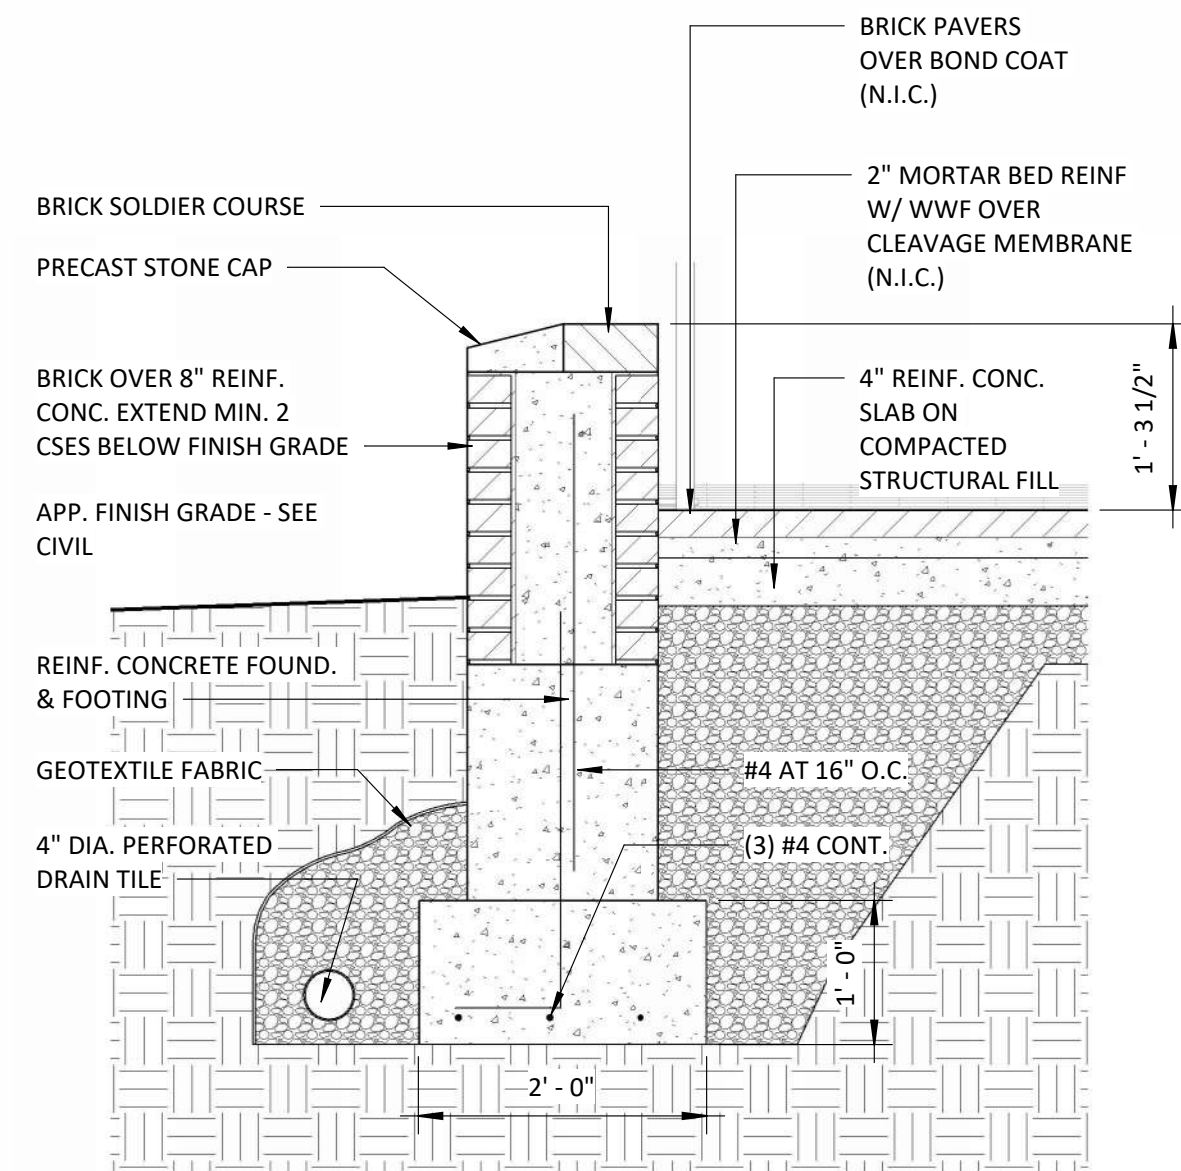 BRICK PAVERS
OVER BOND COAT
(N.I.C.)
2" MORTAR BED REINF
W/ WWF OVER
CLEAVAGE MEMBRANE
(N.I.C.)
BRICK SOLDIER COURSE
PRECAST STONE CAP
BRICK OVER 8" REINF.
CONC. EXTEND MIN. 2
CSES BELOW FINISH GRADE
4" REINF. CONC.
SLAB ON
COMPACTED
STRUCTURAL FILL
1' - 3 1/2"
APP. FINISH GRADE - SEE
CIVIL
REINF. CONCRETE FOUND.
& FOOTING
GEOTEXTILE FABRIC
#4 AT 16" O.C.
4" DIA. PERFORATED
DRAIN TILE
(3) #4 CONT.
1' - 0"
2' - 0"